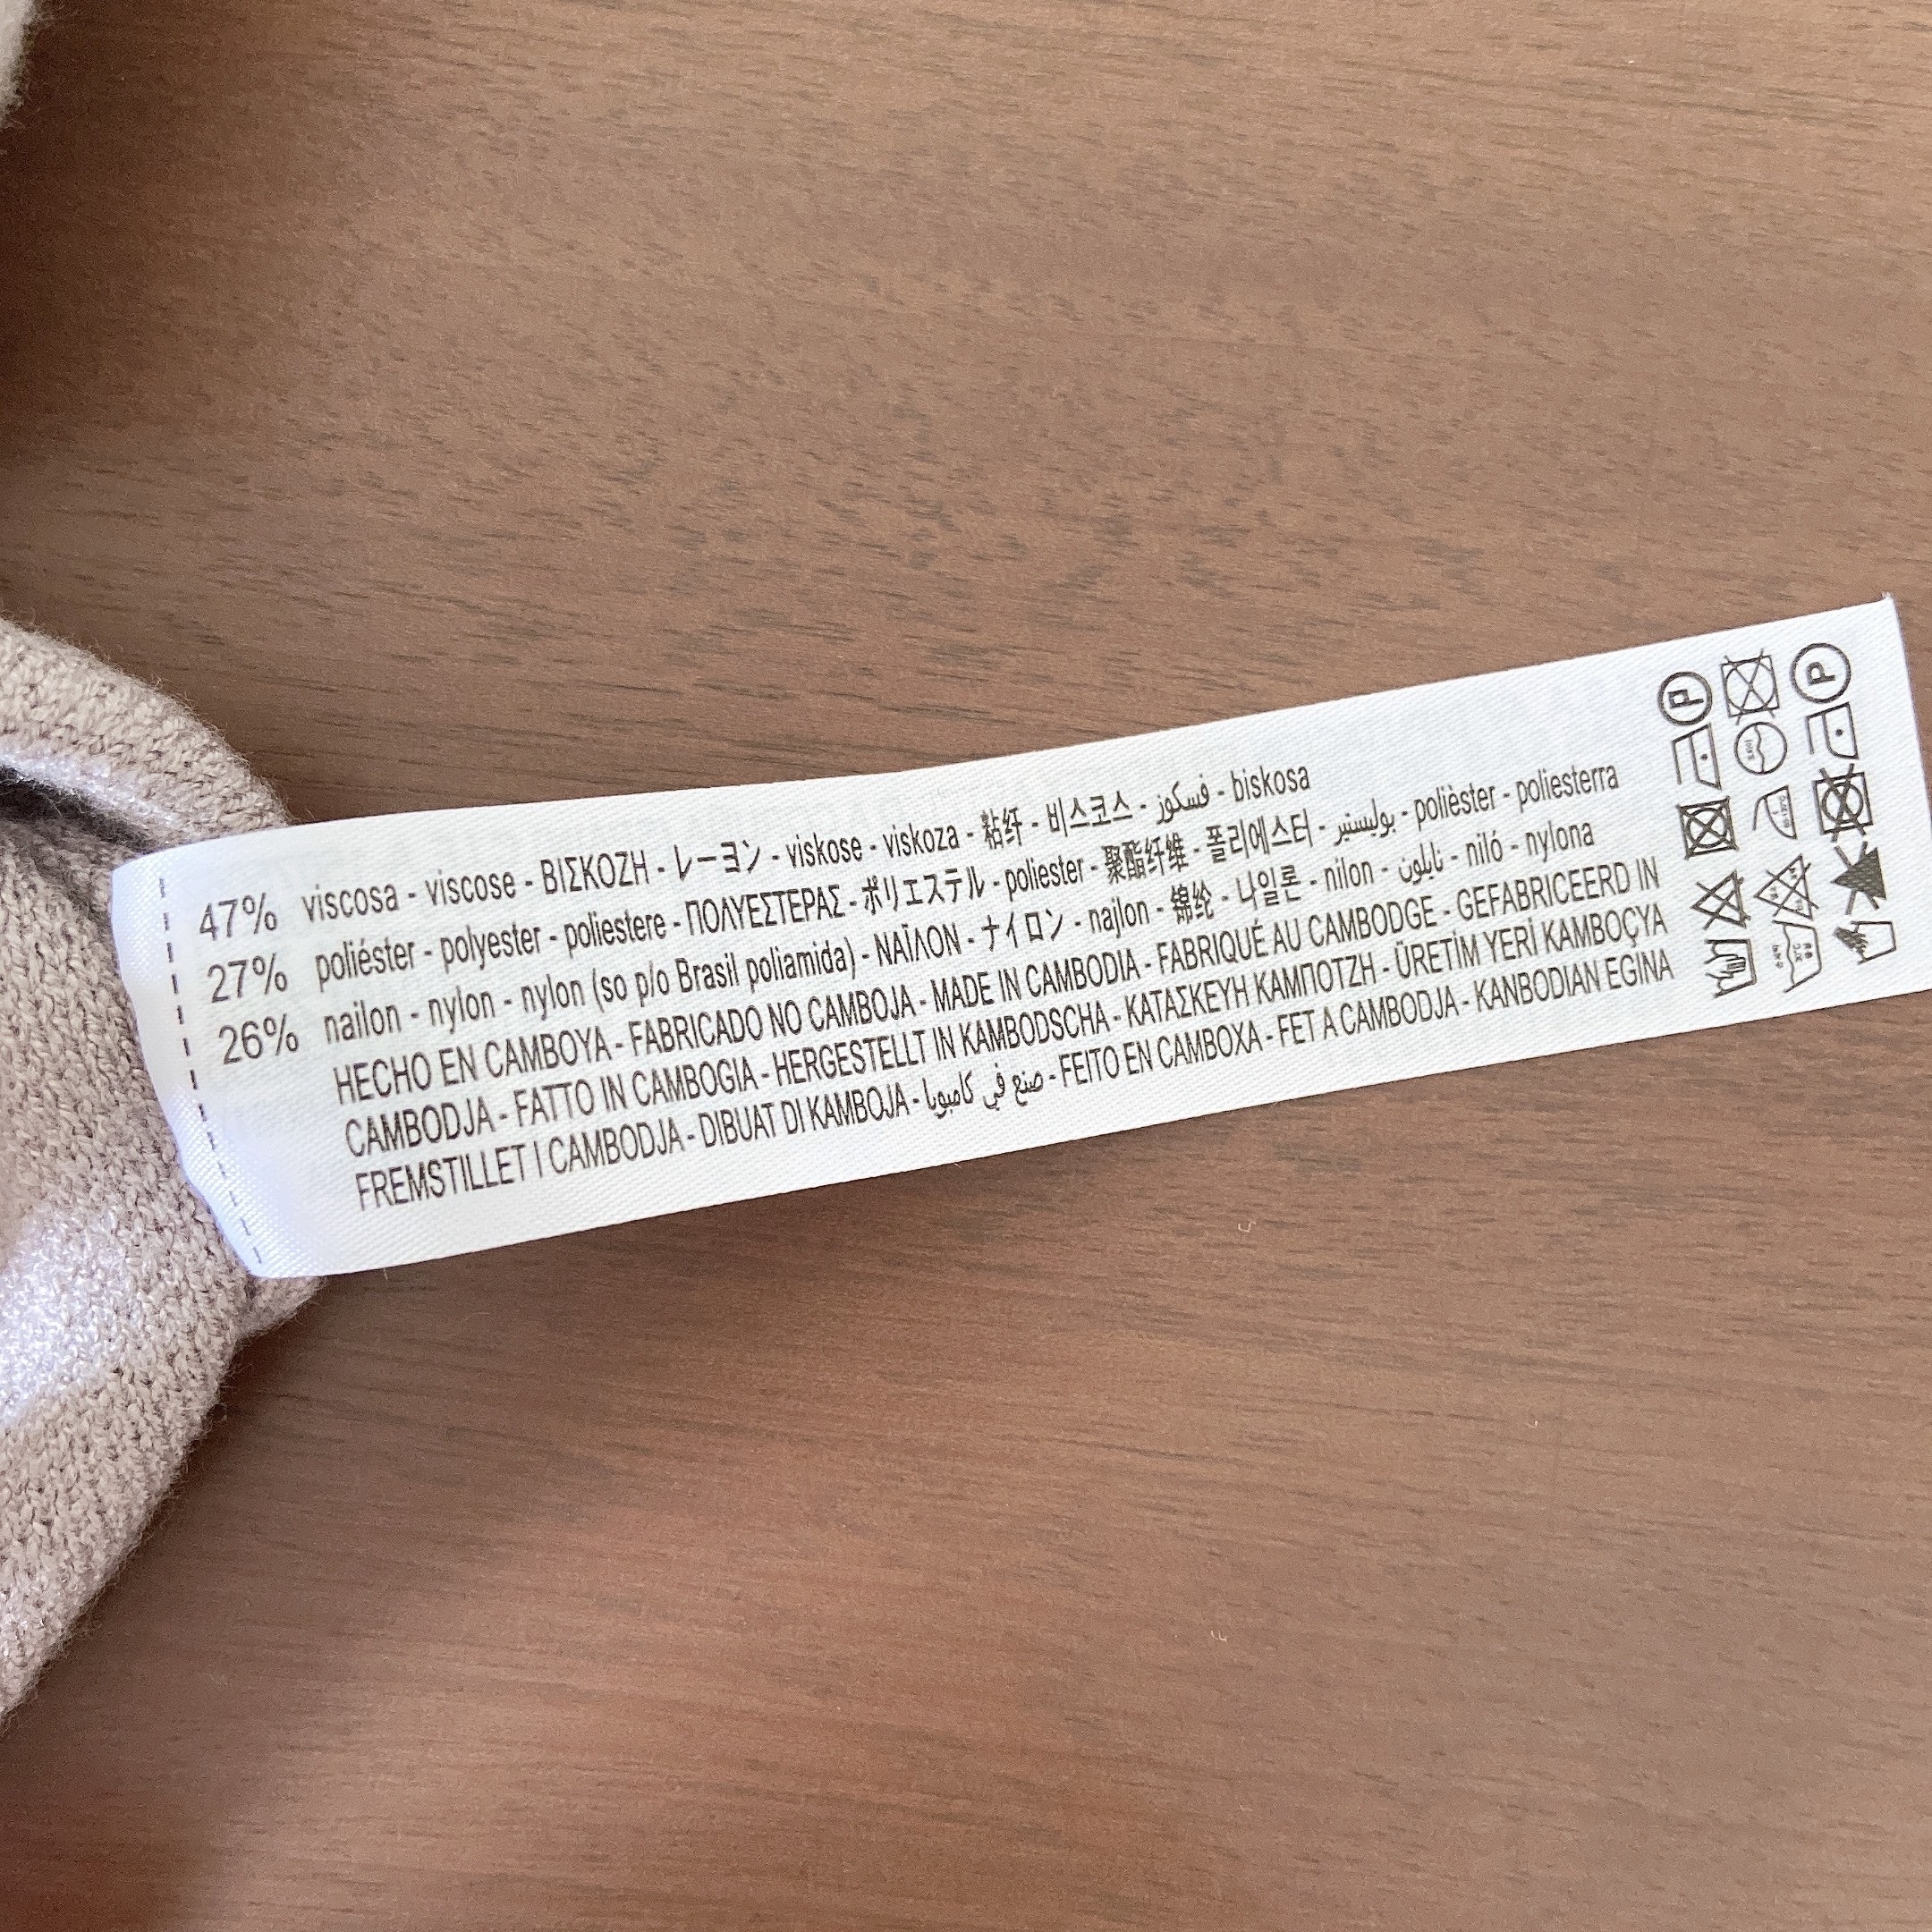 47% viscosa - viscose - ΒΙΣΚΟΖΗ - レーヨン - viskose - viskoza - 粘纤 - 비스코스 - فسكوز - biskosa
27% poliéster - polyester - poliestere - ΠΟΛΥΕΣΤΕΡΑΣ - ポリエステル - poliester - 聚酯纤维 - 폴리에스터 - بوليستير - polièster - poliesterra
26% nailon - nylon - nylon (so p/o Brasil poliamida) - ΝΑΪΛΟΝ - ナイロン - najlon - 锦纶 - 나일론 - nilon - نايلون - niló - nylona
HECHO EN CAMBOYA - FABRICADO NO CAMBOJA - MADE IN CAMBODIA - FABRIQUÉ AU CAMBODGE - GEFABRICEERD IN
CAMBODJA - FATTO IN CAMBOGIA - HERGESTELLT IN KAMBODSCHA - ΚΑΤΑΣΚΕΥΗ ΚΑΜΠΟΤΖΗ - ÜRETİM YERİ KAMBOÇYA
FREMSTILLET I CAMBODJA - DIBUAT DI KAMBOJA - صنع في كامبوديا - FEITO EN CAMBOXA - FET A CAMBODJA - KANBODIAN EGINA
P
P